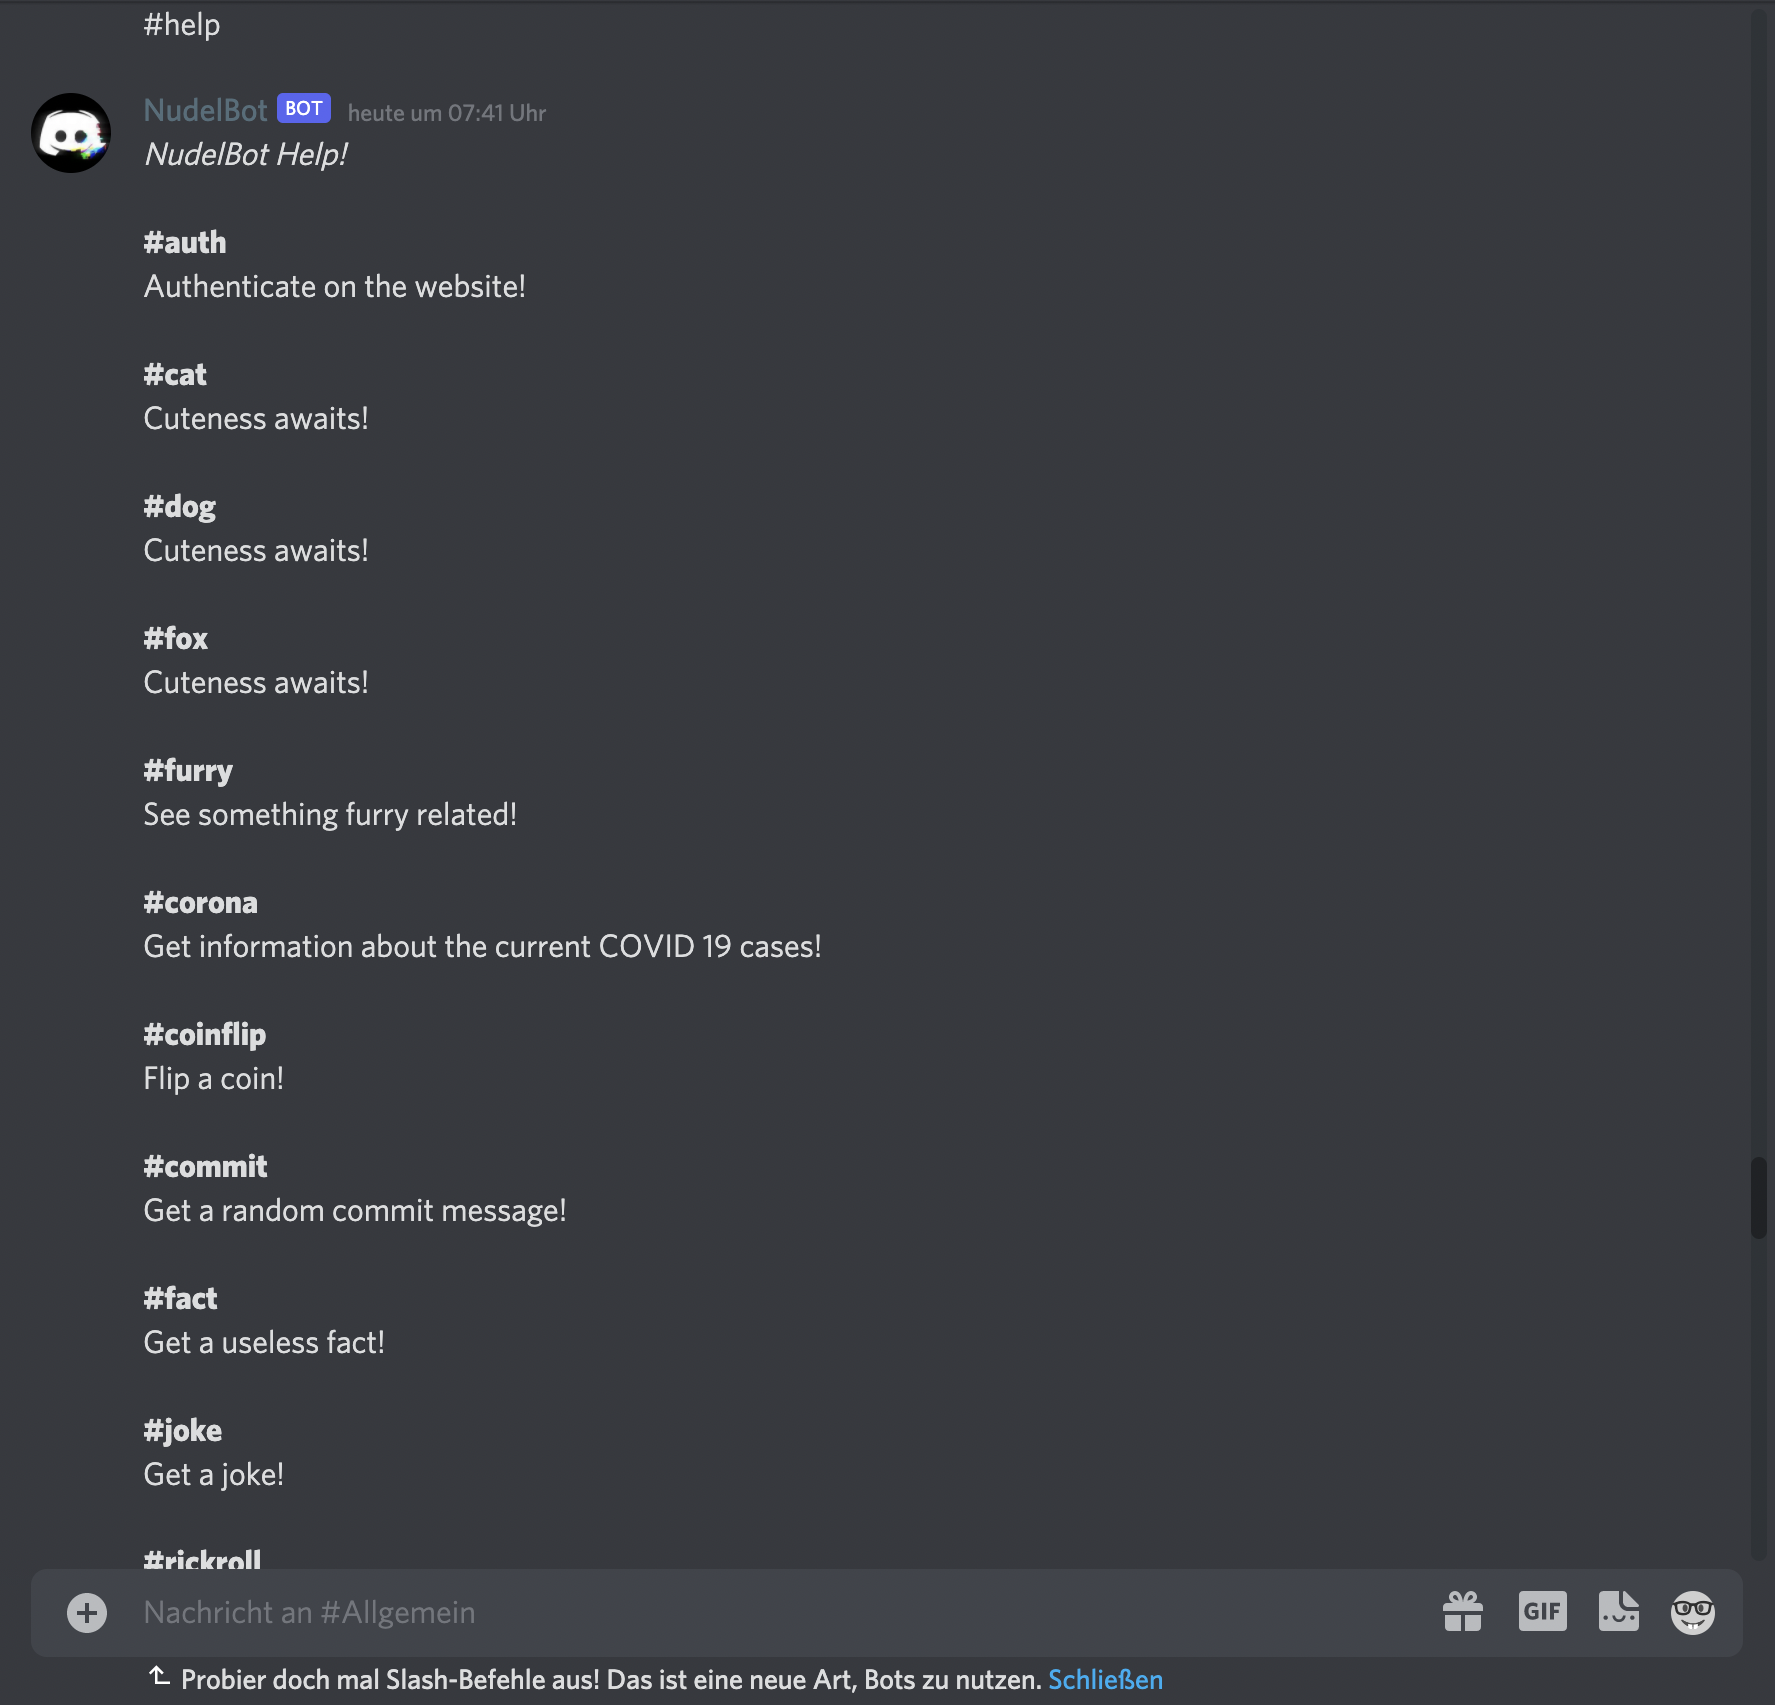 #help
NudelBot BOT heute um 07:41 Uhr
NudelBot Help!
#auth
Authenticate on the website!
#cat
Cuteness awaits!
#dog
Cuteness awaits!
#fox
Cuteness awaits!
#furry
See something furry related!
#corona
Get information about the current COVID 19 cases!
#coinflip
Flip a coin!
#commit
Get a random commit message!
#fact
Get a useless fact!
#joke
Get a joke!
#rickroll
Nachricht an #Allgemein
GIF
Probier doch mal Slash-Befehle aus! Das ist eine neue Art, Bots zu nutzen. Schließen